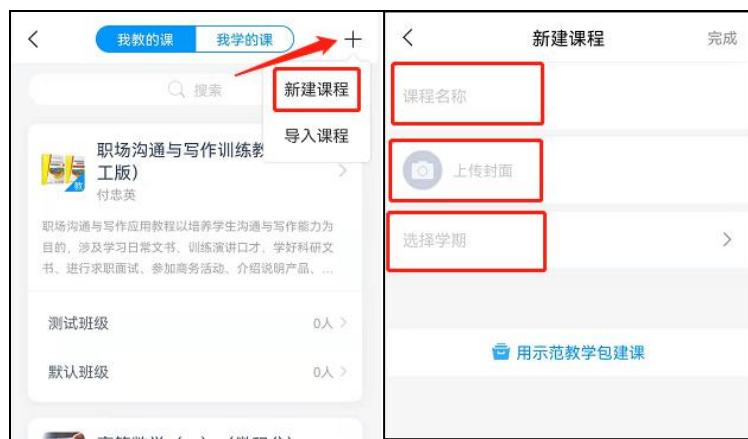 我教的课 我学的课
搜索
新建课程
导入课程
职场沟通与写作训练教
工版）
付忠英
教
职场沟通与写作应用教程以培养学生沟通与写作能力为
目的，涉及学习日常文书、训练演讲口才、学好科研文
书、进行求职面试、参加商务活动、介绍说明产品、...
测试班级 0人
默认班级 0人
新建课程 完成
课程名称
上传封面
选择学期
用示范教学包建课